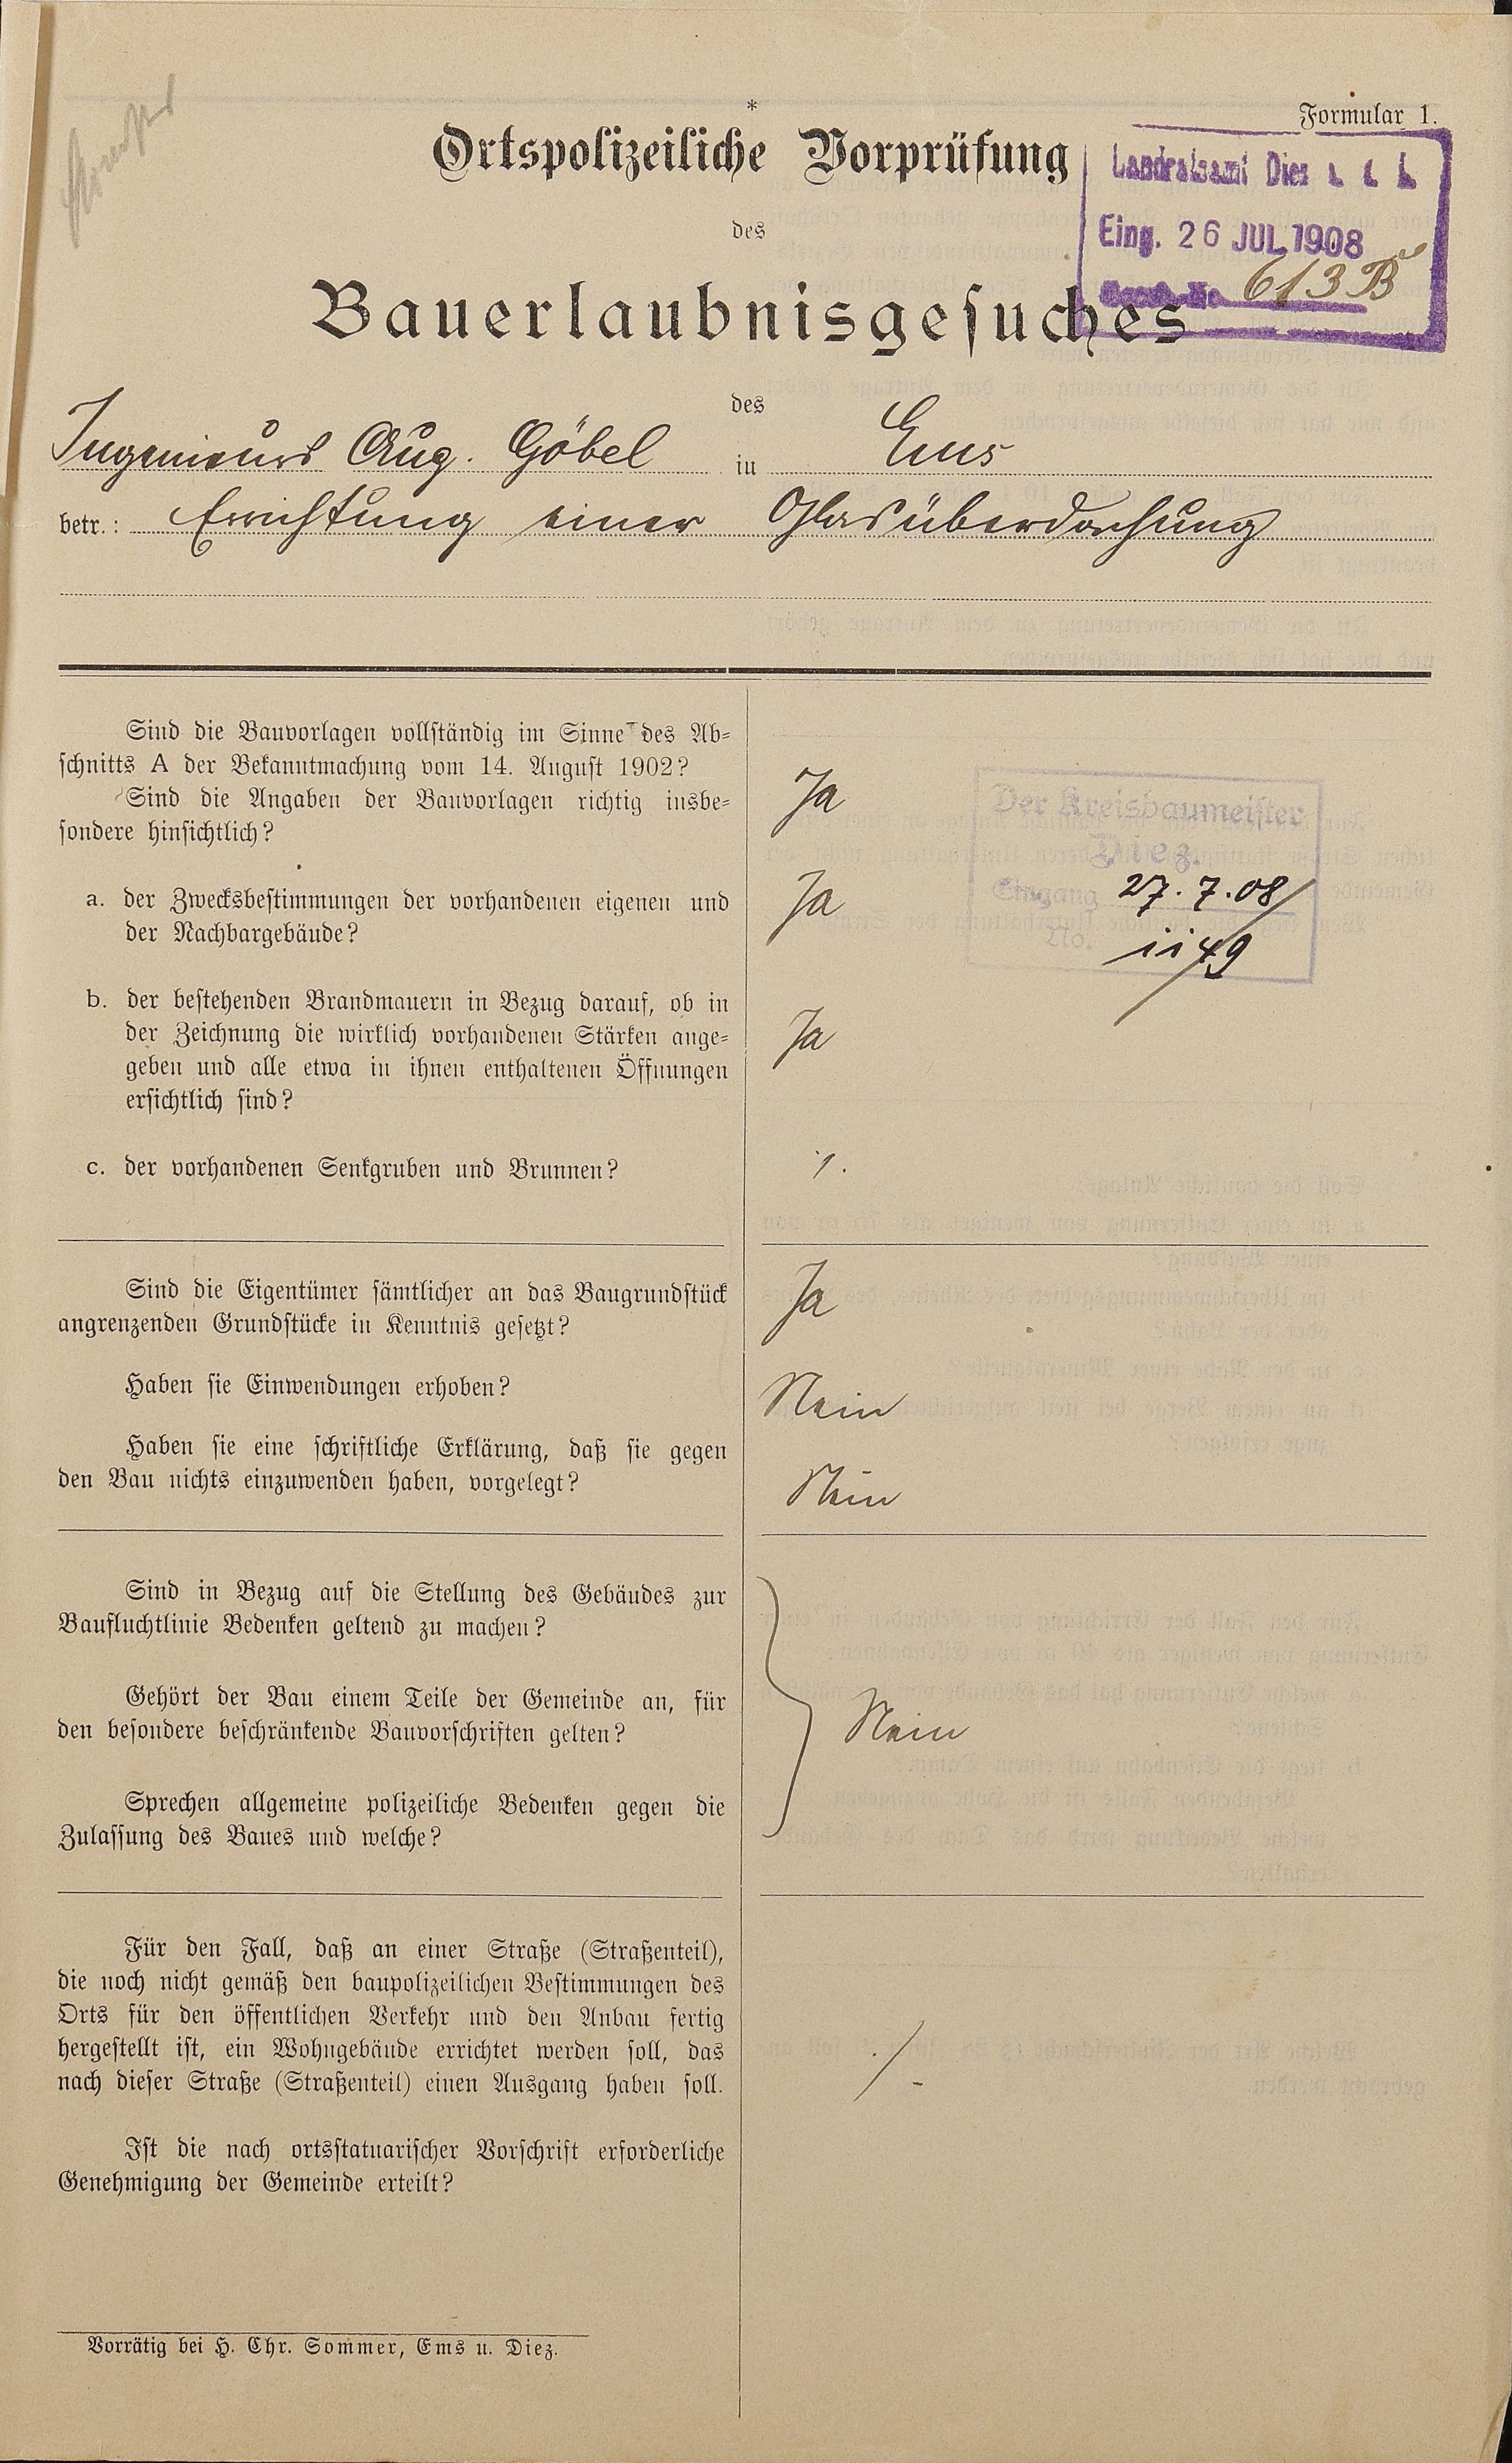 Formular 1.
Ortspolizeiliche Vorprüfung
Landratsamt Diez a. d. L.
des
Eing. 26 JUL 1908
613 B
Bauerlaubnisgesuches
des
Ingenieurs Aug. Göbel in Ems
betr.: Errichtung einer Glasüberdachung
Sind die Bauvorlagen vollständig im Sinne des Ab-
schnitts A der Bekanntmachung vom 14. August 1902?
Ja
Sind die Angaben der Bauvorlagen richtig insbe-
sondere hinsichtlich?
Der Kreisbaumeister
Diez.
Eingang 27. 7. 08
No. 1149
a. der Zwecksbestimmungen der vorhandenen eigenen und
der Nachbargebäude?
Ja
b. der bestehenden Brandmauern in Bezug darauf, ob in
der Zeichnung die wirklich vorhandenen Stärken ange-
geben und alle etwa in ihnen enthaltenen Öffnungen
ersichtlich sind?
Ja
c. der vorhandenen Senkgruben und Brunnen?
·/.
Sind die Eigentümer sämtlicher an das Baugrundstück
angrenzenden Grundstücke in Kenntnis gesetzt?
Ja
Haben sie Einwendungen erhoben?
Nein
Haben sie eine schriftliche Erklärung, daß sie gegen
den Bau nichts einzuwenden haben, vorgelegt?
Nein
Sind in Bezug auf die Stellung des Gebäudes zur
Baufluchtlinie Bedenken geltend zu machen?
Gehört der Bau einem Teile der Gemeinde an, für
den besondere beschränkende Bauvorschriften gelten?
Nein
Sprechen allgemeine polizeiliche Bedenken gegen die
Zulassung des Baues und welche?
Für den Fall, daß an einer Straße (Straßenteil),
die noch nicht gemäß den baupolizeilichen Bestimmungen des
Orts für den öffentlichen Verkehr und den Anbau fertig
hergestellt ist, ein Wohngebäude errichtet werden soll, das
nach dieser Straße (Straßenteil) einen Ausgang haben soll.
·/.
Ist die nach ortsstatuarischer Vorschrift erforderliche
Genehmigung der Gemeinde erteilt?
Vorrätig bei H. Chr. Sommer, Ems u. Diez.